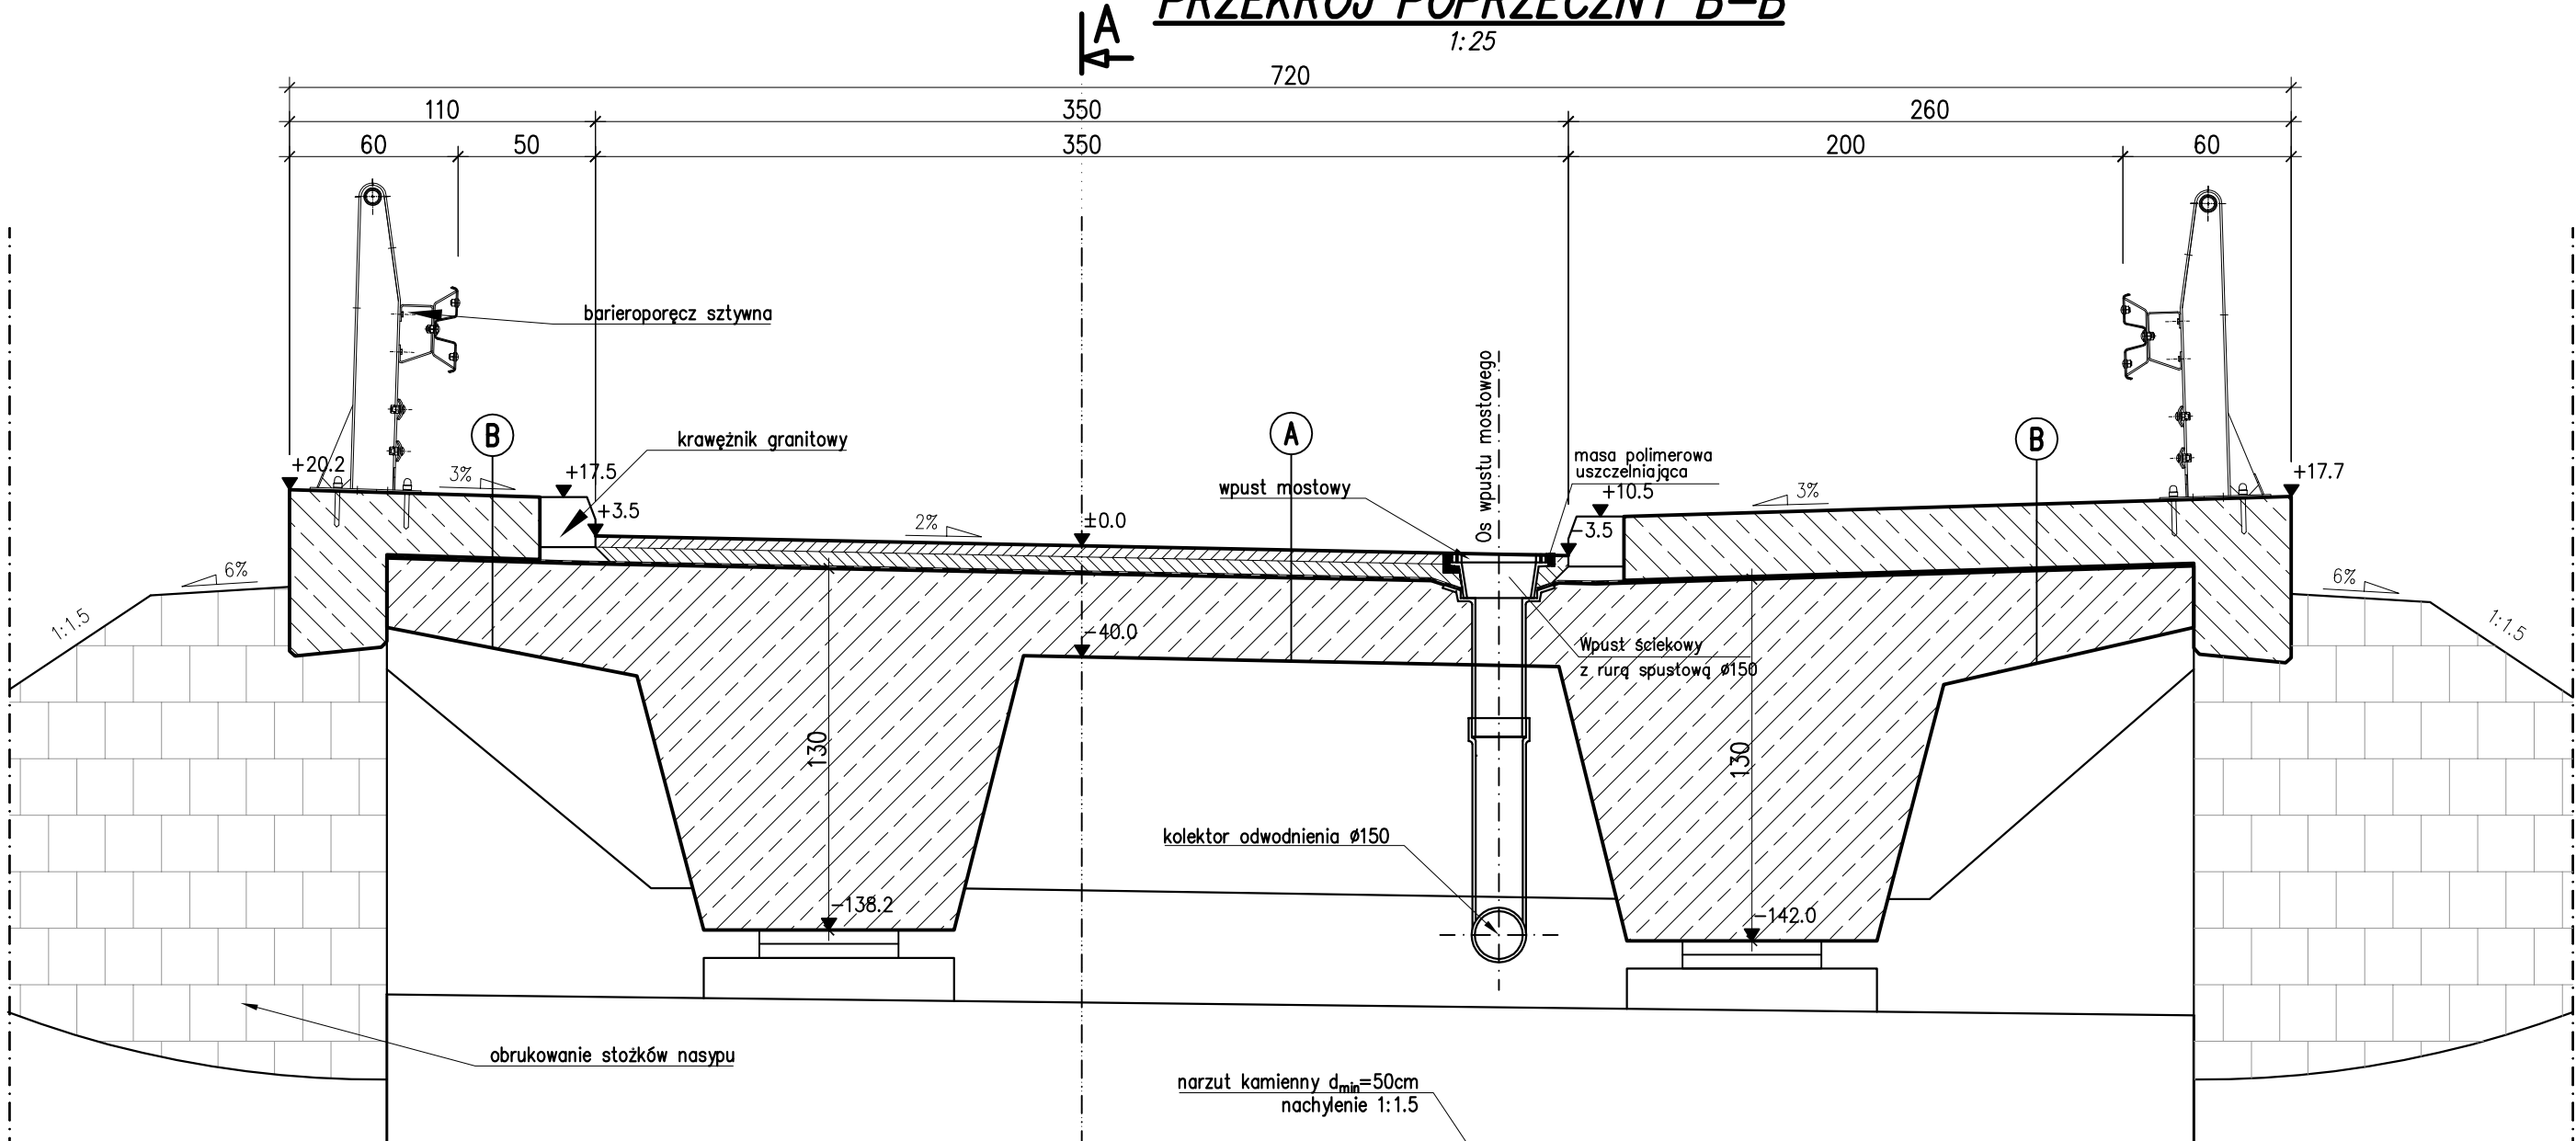 PRZEKRÓJ POPRZECZNY B-B
1:25
A
720
110 350 260
60 50 350 200 60
barieroporęcz sztywna
Oś wpustu mostowego
B
krawężnik granitowy
A
B
masa polimerowa
uszczelniająca
+20.2
3%
+17.5
wpust mostowy
+10.5
3%
+17.7
+3.5
2%
±0.0
-3.5
6%
6%
1:1.5
1:1.5
-40.0
Wpust ściekowy
z rurą spustową ø150
130
130
kolektor odwodnienia ø150
-138.2
-142.0
obrukowanie stożków nasypu
narzut kamienny dmin=50cm
nachylenie 1:1.5